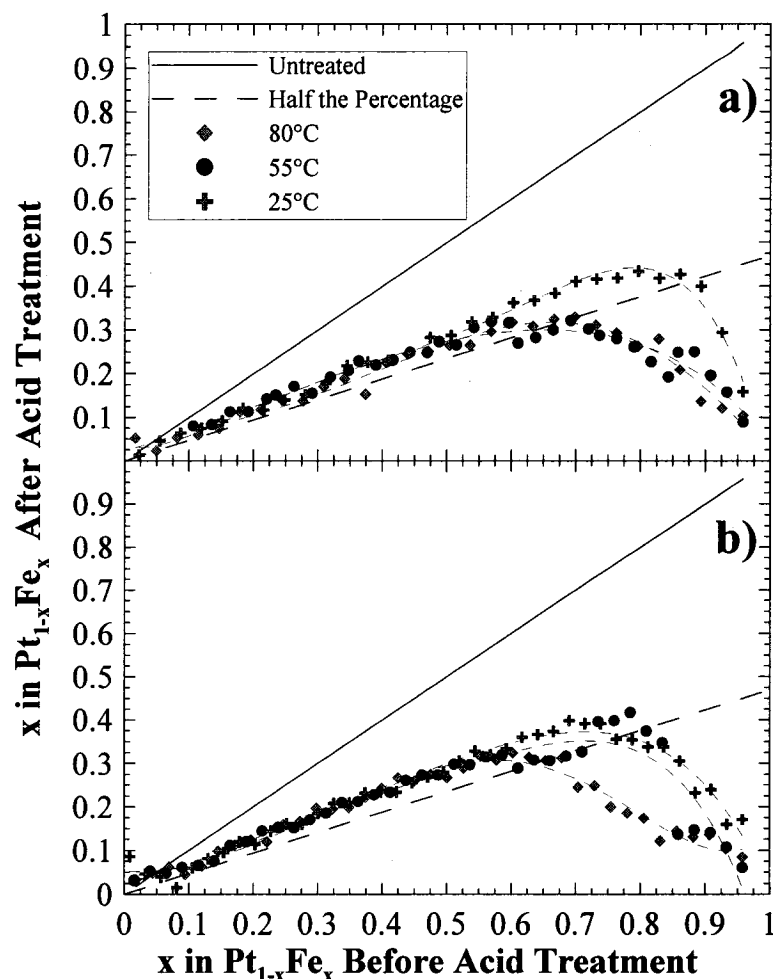 1
0.9
0.8
0.7
0.6
0.5
0.4
0.3
0.2
0.1
Untreated
Half the Percentage
80°C
55°C
25°C
a)
0.9
0.8
0.7
0.6
0.5
0.4
0.3
0.2
0.1
0
b)
0 0.1 0.2 0.3 0.4 0.5 0.6 0.7 0.8 0.9 1
x in Pt1-xFex Before Acid Treatment
x in Pt1-xFex After Acid Treatment